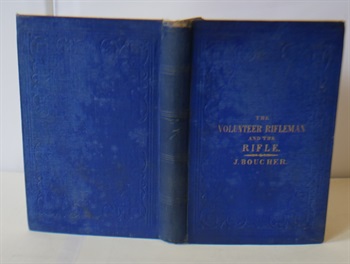 THE
VOLUNTEER RIFLEMAN
AND THE
RIFLE.
J. BOUCHER.